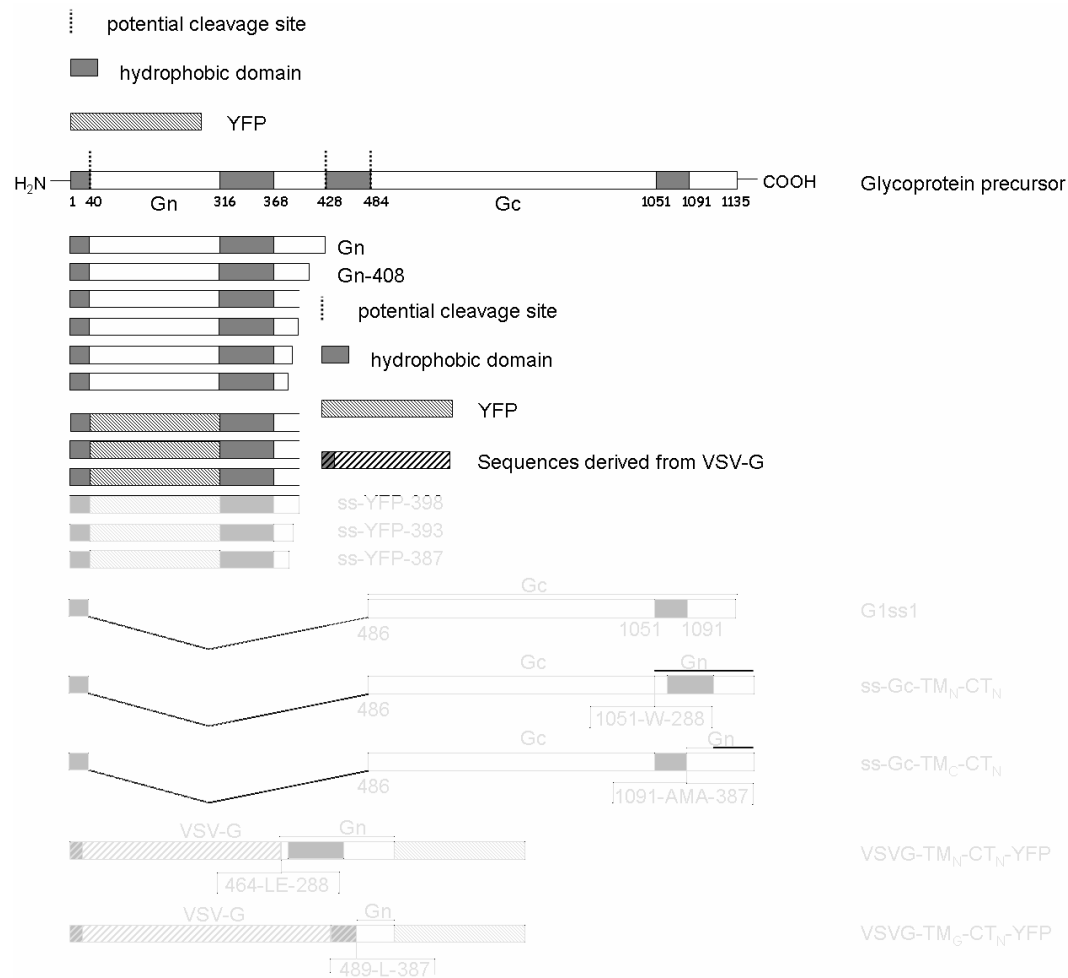 potential cleavage site
hydrophobic domain
YFP
H2N COOH Glycoprotein precursor
1 40 Gn 316 368 428 484 Gc 1051 1091 1135
Gn
Gn-408
potential cleavage site
hydrophobic domain
YFP
Sequences derived from VSV-G
ss-YFP-398
ss-YFP-393
ss-YFP-387
Gc
G1ss1
486 1051 1091
Gc Gn
ss-Gc-TMN-CTN
486
1051-W-288
Gc Gn
ss-Gc-TMC-CTN
486
1091-AMA-387
VSV-G Gn
VSVG-TMN-CTN-YFP
464-LE-288
VSV-G Gn
VSVG-TMG-CTN-YFP
489-L-387